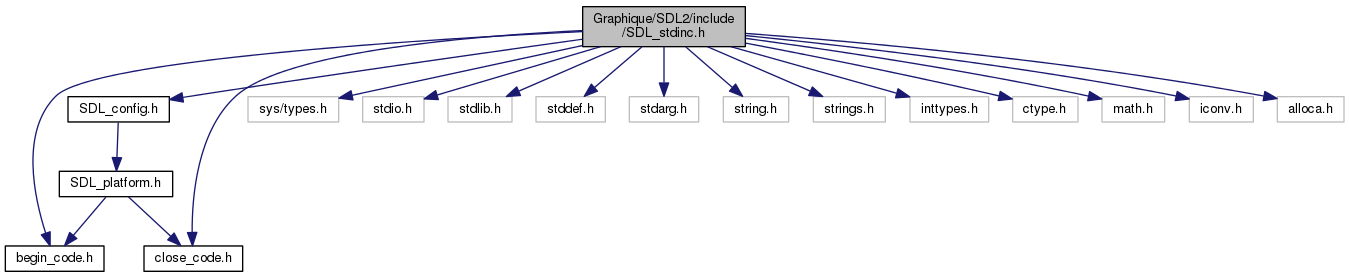 Graphique/SDL2/include
/SDL_stdinc.h
SDL_config.h
sys/types.h
stdio.h
stdlib.h
stddef.h
stdarg.h
string.h
strings.h
inttypes.h
ctype.h
math.h
iconv.h
alloca.h
SDL_platform.h
begin_code.h
close_code.h